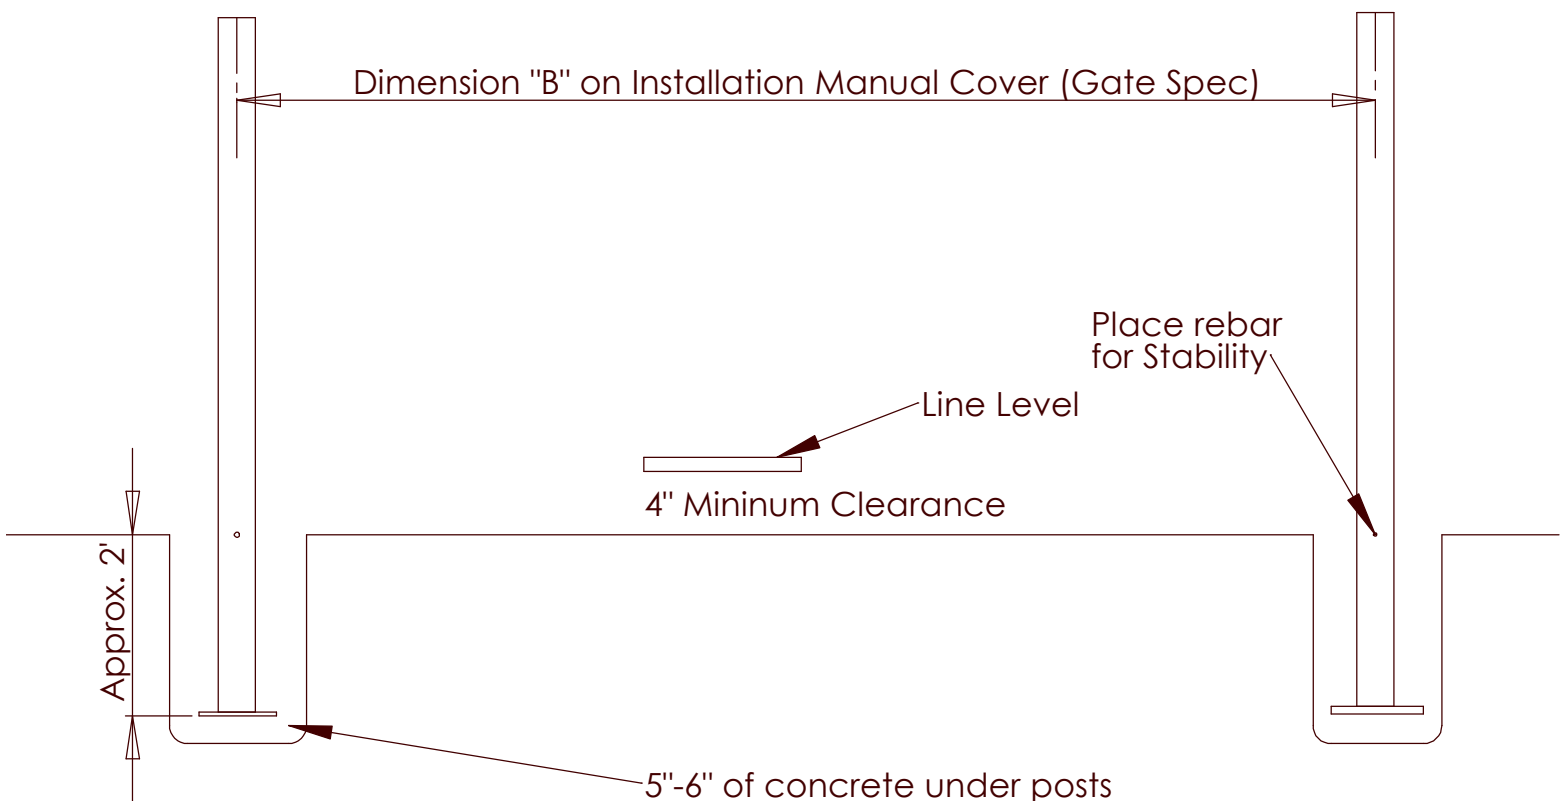 Dimension "B" on Installation Manual Cover (Gate Spec)
Place rebar
for Stability
Line Level
4" Mininum Clearance
Approx. 2'
5"-6" of concrete under posts